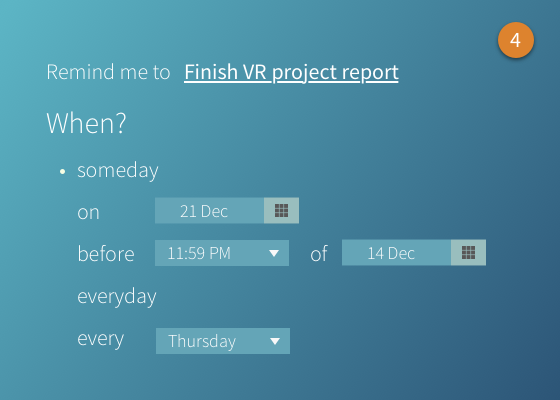 4
Remind me to Finish VR project report
When?
• someday
on 21 Dec
before 11:59 PM of 14 Dec
everyday
every Thursday